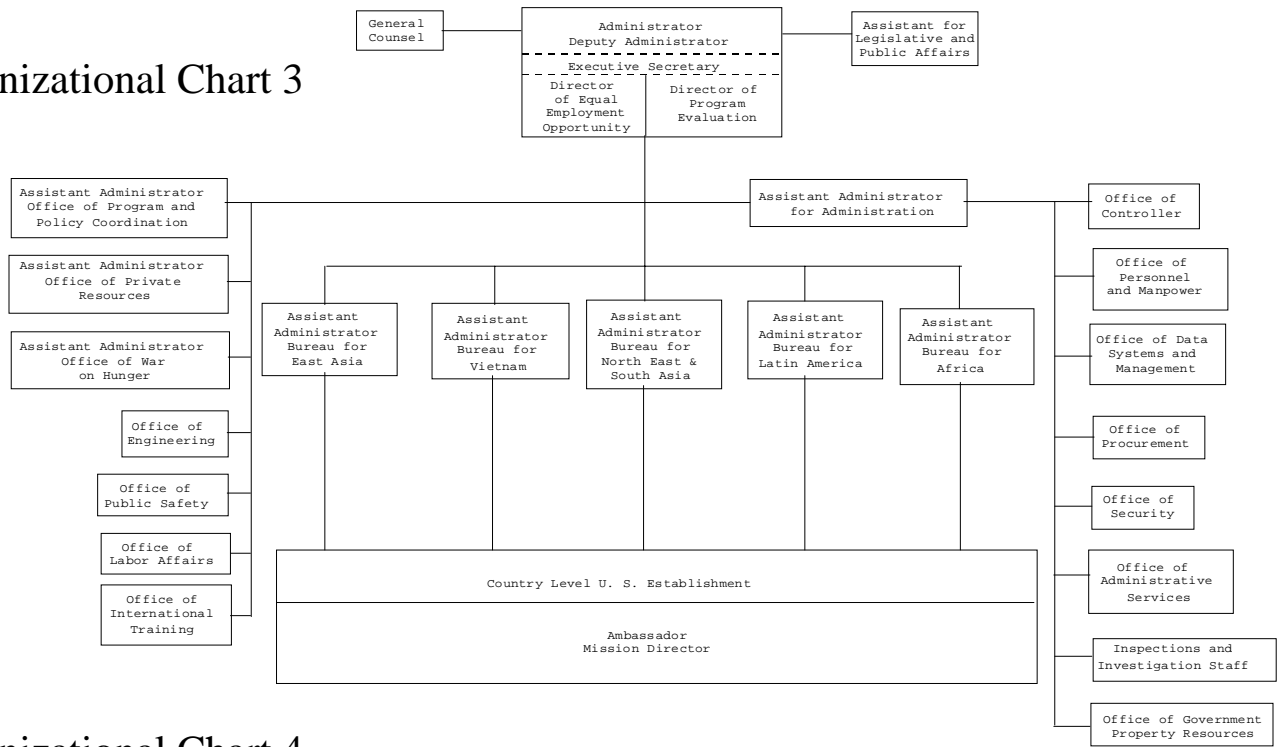 General
Counsel
Administrator
Deputy Administrator
Executive Secretary
Director
of Equal
Employment
Opportunity
Director of
Program
Evaluation
Assistant for
Legislative and
Public Affairs
nizational Chart 3
Assistant Administrator
Office of Program and
Policy Coordination
Assistant Administrator
Office of Private
Resources
Assistant Administrator
Office of War
on Hunger
Office of
Engineering
Office of
Public Safety
Office of
Labor Affairs
Office of
International
Training
Assistant Administrator
for Administration
Assistant
Administrator
Bureau for
East Asia
Assistant
Administrator
Bureau for
Vietnam
Assistant
Administrator
Bureau for
North East &
South Asia
Assistant
Administrator
Bureau for
Latin America
Assistant
Administrator
Bureau for
Africa
Country Level U. S. Establishment
Ambassador
Mission Director
Office of
Controller
Office of
Personnel
and Manpower
Office of Data
Systems and
Management
Office of
Procurement
Office of
Security
Office of
Administrative
Services
Inspections and
Investigation Staff
Office of Government
Property Resources
nizational Chart 4